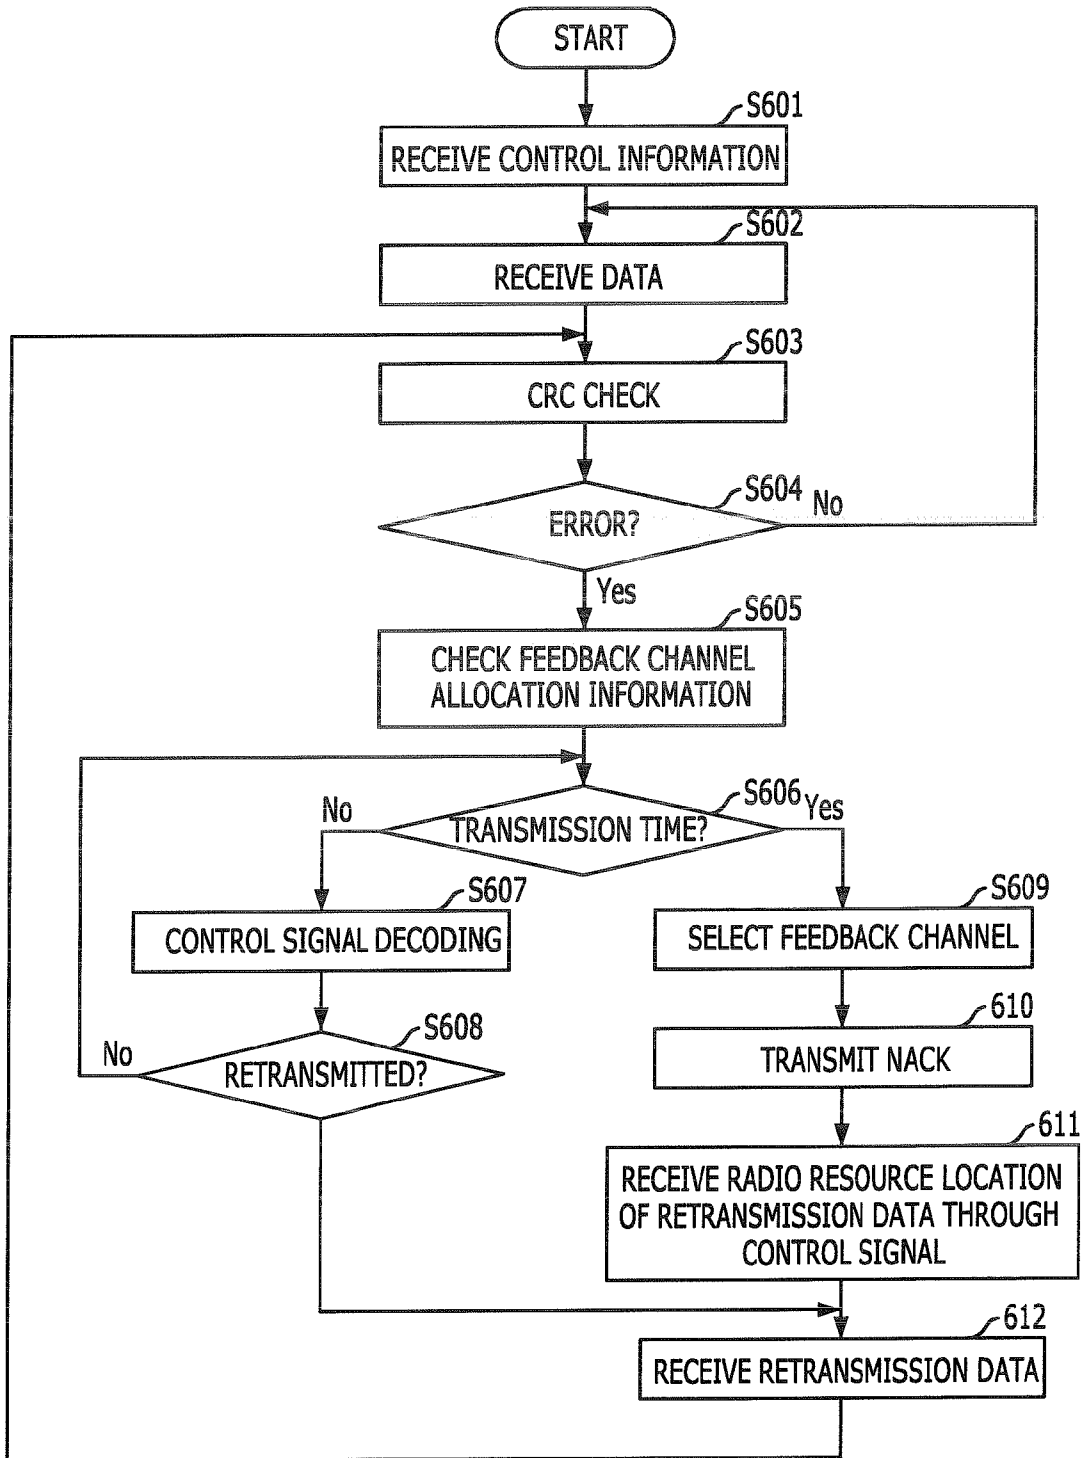 START
S601
RECEIVE CONTROL INFORMATION
S602
RECEIVE DATA
S603
CRC CHECK
S604
ERROR?
No
Yes
S605
CHECK FEEDBACK CHANNEL
ALLOCATION INFORMATION
S606
TRANSMISSION TIME?
No
Yes
S607
CONTROL SIGNAL DECODING
S609
SELECT FEEDBACK CHANNEL
S608
RETRANSMITTED?
No
610
TRANSMIT NACK
611
RECEIVE RADIO RESOURCE LOCATION
OF RETRANSMISSION DATA THROUGH
CONTROL SIGNAL
612
RECEIVE RETRANSMISSION DATA